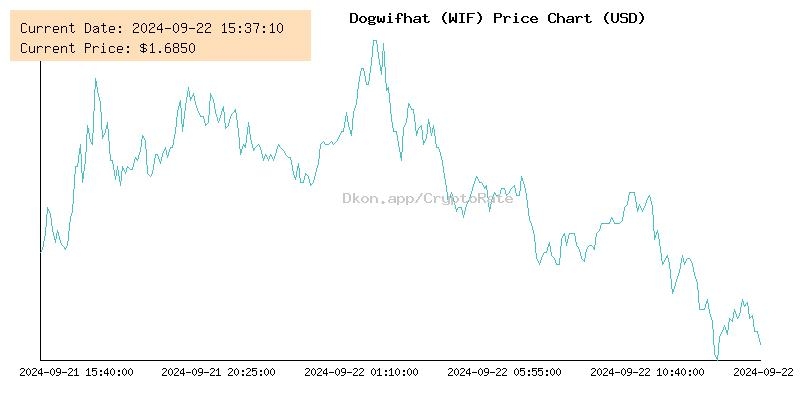 Dogwifhat (WIF) Price Chart (USD)
Current Date: 2024-09-22 15:37:10
Current Price: $1.6850
Dkon.app/CryptoRate
2024-09-21 15:40:00 2024-09-21 20:25:00 2024-09-22 01:10:00 2024-09-22 05:55:00 2024-09-22 10:40:00 2024-09-22